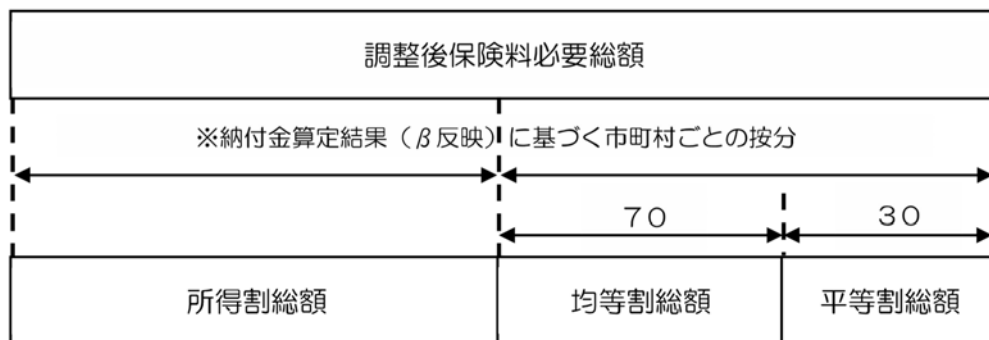 調整後保険料必要総額
※納付金算定結果（β反映）に基づく市町村ごとの按分
７０ ３０
所得割総額 均等割総額 平等割総額